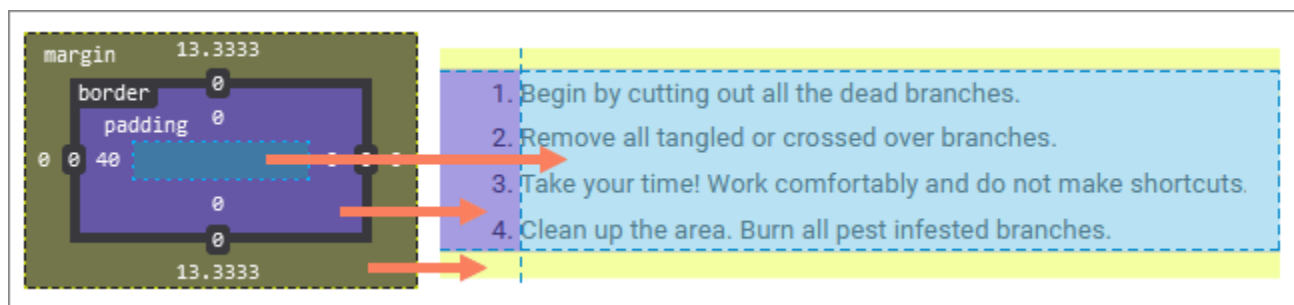 margin
13.3333
border
0
padding
0
0
0
40
0
0
13.3333
1. Begin by cutting out all the dead branches.
2. Remove all tangled or crossed over branches.
3. Take your time! Work comfortably and do not make shortcuts.
4. Clean up the area. Burn all pest infested branches.